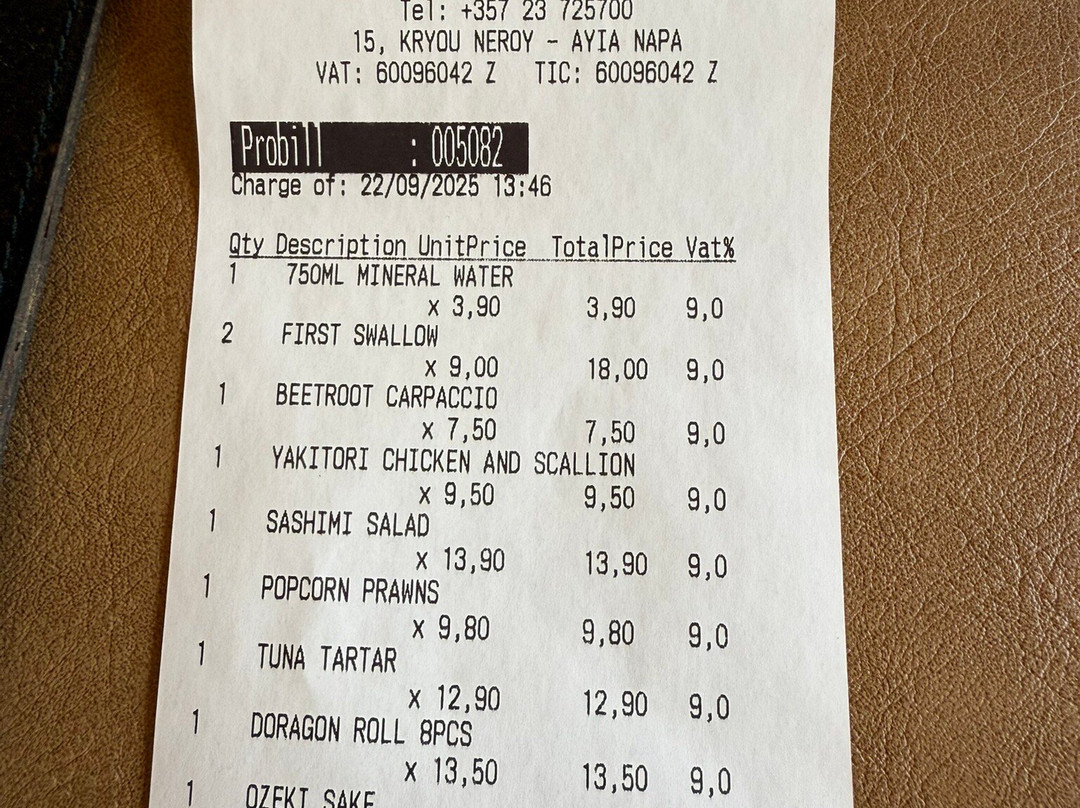 Tel: +357 23 725700
15, KRYOU NEROY - AYIA NAPA
VAT: 60096042 Z TIC: 60096042 Z
Probill : 005082
Charge of: 22/09/2025 13:46
Qty Description UnitPrice TotalPrice Vat%
1 750ML MINERAL WATER
x 3,90 3,90 9,0
2 FIRST SWALLOW
x 9,00 18,00 9,0
1 BEETROOT CARPACCIO
x 7,50 7,50 9,0
1 YAKITORI CHICKEN AND SCALLION
x 9,50 9,50 9,0
1 SASHIMI SALAD
x 13,90 13,90 9,0
1 POPCORN PRAWNS
x 9,80 9,80 9,0
1 TUNA TARTAR
x 12,90 12,90 9,0
1 DORAGON ROLL 8PCS
x 13,50 13,50 9,0
1 OZEKI SAKE